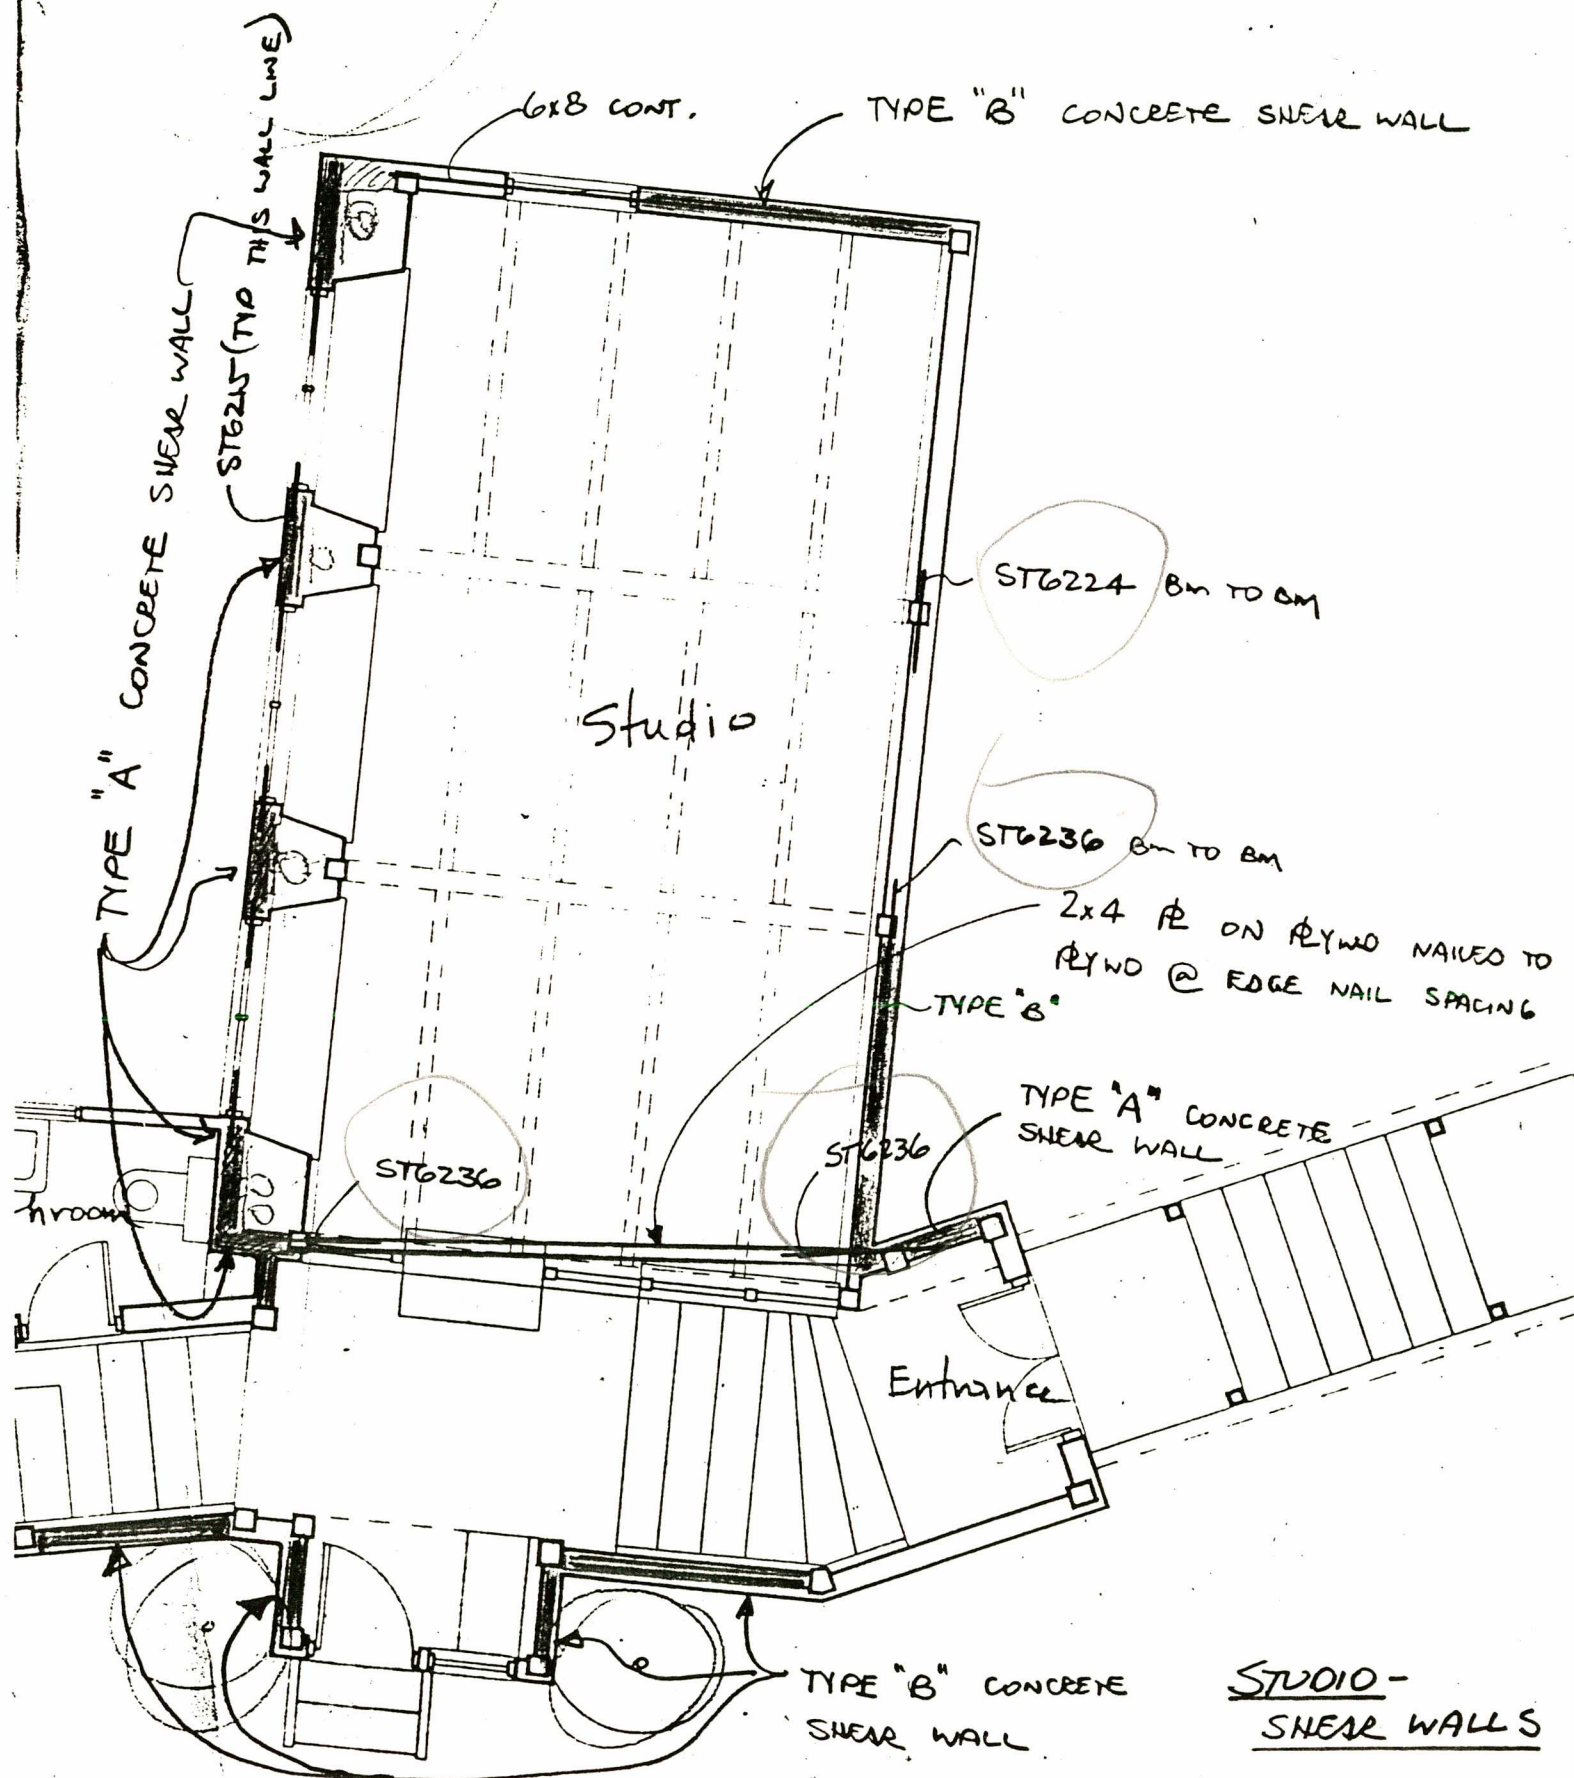 6x8 CONT.
TYPE "B" CONCRETE SHEAR WALL
TYPE "A" CONCRETE SHEAR WALL
ST6215 (TYP THIS WALL LINE)
ST6224 BM TO BM
Studio
ST6236 BM TO BM
2x4 PL ON PLYWD NAILED TO
PLYWD @ EDGE NAIL SPACING
TYPE "B"
TYPE "A" CONCRETE
SHEAR WALL
ST6236
ST6236
hroom
Entrance
TYPE "B" CONCRETE
SHEAR WALL
STUDIO -
SHEAR WALLS